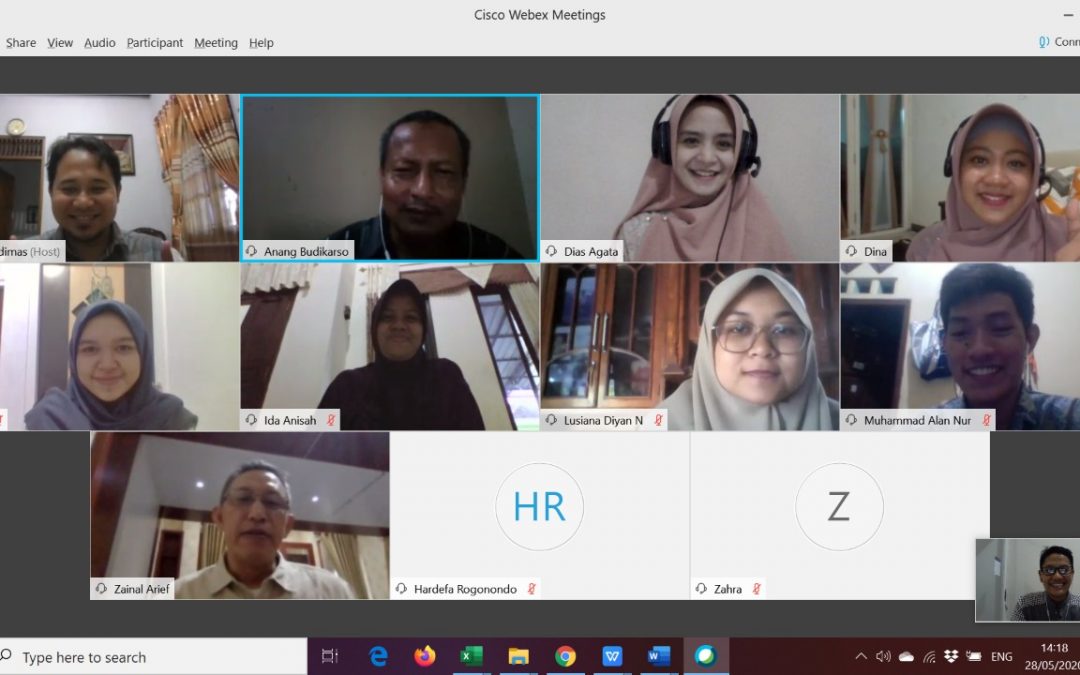 Cisco Webex Meetings
Share View Audio Participant Meeting Help
Conn
dimas (Host)
Anang Budikarso
Dias Agata
Dina
Ida Anisah
Lusiana Diyan N
Muhammad Alan Nur
HR
Z
Zainal Arief
Hardefa Rogonondo
Zahra
Type here to search
ENG
14:18
28/05/2020